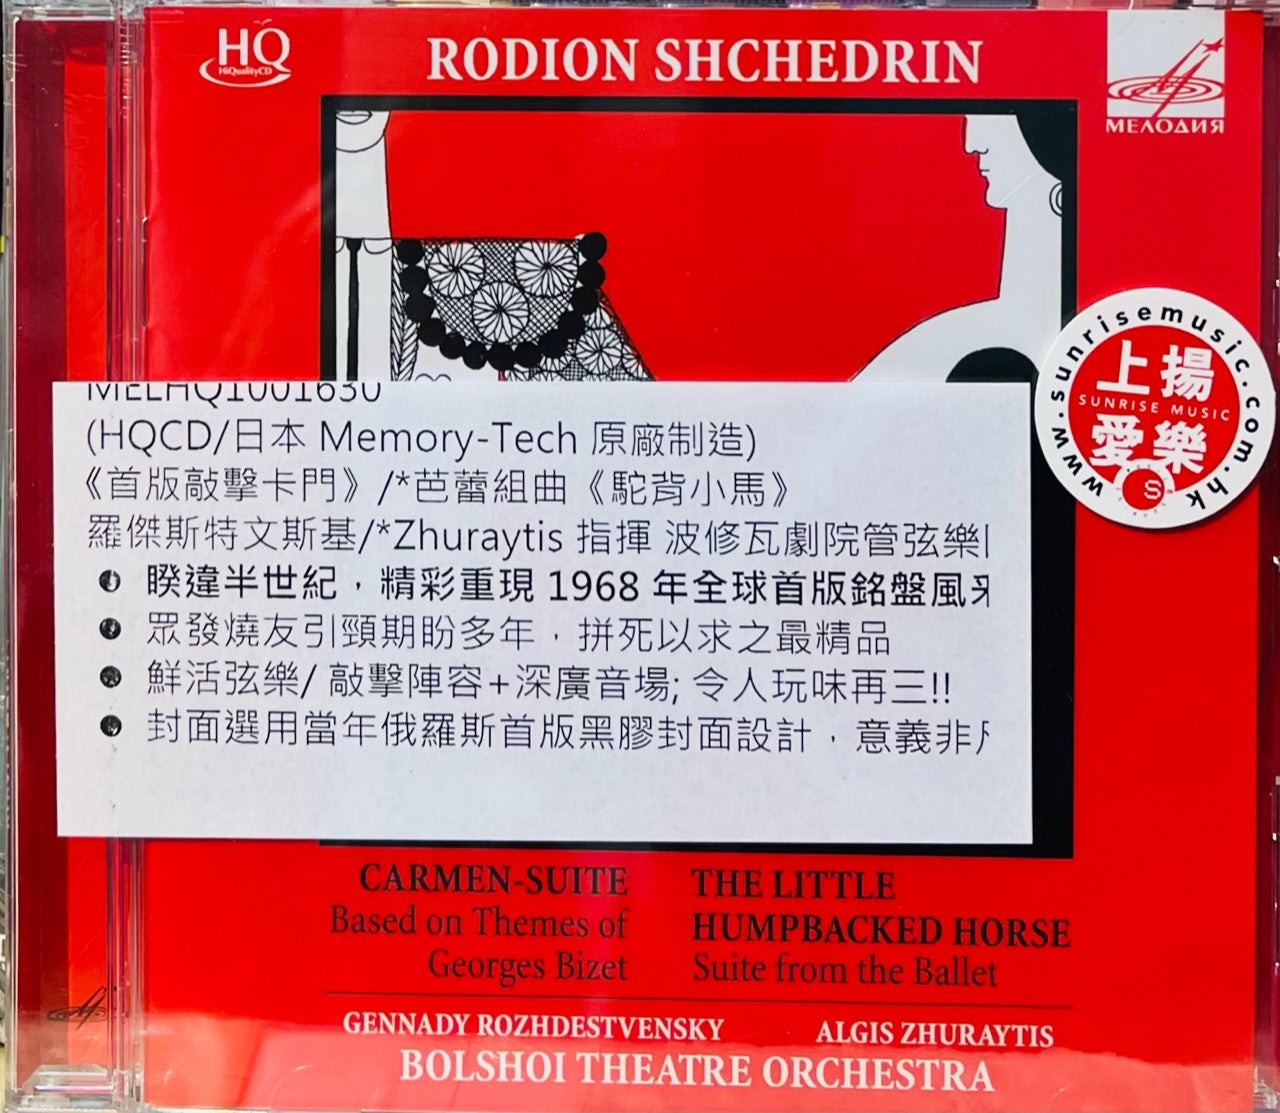 HQ
HiQualityCD
RODION SHCHEDRIN
МЕЛОДИЯ
www.sunrisemusic.com.hk
上揚
SUNRISE MUSIC
愛樂
S
MELHQ1001630
(HQCD/日本 Memory-Tech 原廠制造)
《首版敲擊卡門》/*芭蕾組曲《駝背小馬》
羅傑斯特文斯基/*Zhuraytis 指揮 波修瓦劇院管弦樂
● 睽違半世紀，精彩重現 1968 年全球首版銘盤風
● 眾發燒友引頸期盼多年，拼死以求之最精品
● 鮮活弦樂/ 敲擊陣容+深廣音場; 令人玩味再三!!
● 封面選用當年俄羅斯首版黑膠封面設計，意義非
CARMEN-SUITE
Based on Themes of
Georges Bizet
THE LITTLE
HUMPBACKED HORSE
Suite from the Ballet
GENNADY ROZHDESTVENSKY
ALGIS ZHURAYTIS
BOLSHOI THEATRE ORCHESTRA